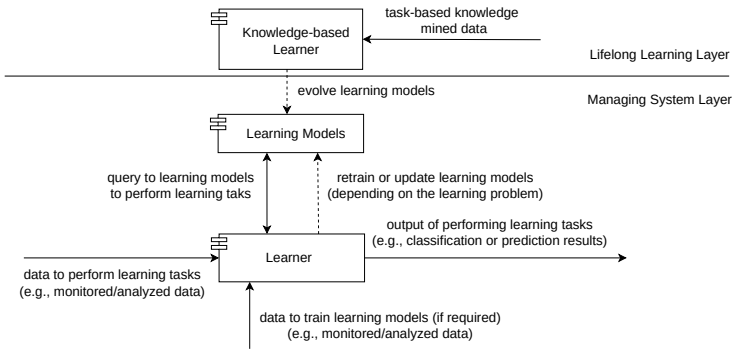 Knowledge-based
Learner
task-based knowledge
mined data
Lifelong Learning Layer
evolve learning models
Managing System Layer
Learning Models
query to learning models
to perform learning taks
retrain or update learning models
(depending on the learning problem)
output of performing learning tasks
(e.g., classification or prediction results)
Learner
data to perform learning tasks
(e.g., monitored/analyzed data)
data to train learning models (if required)
(e.g., monitored/analyzed data)